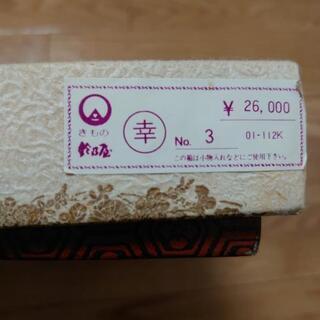 きもの
鈴乃屋
幸
¥ 26,000
No. 3
01-112K
この箱は小物入れなどにご使用下さい。